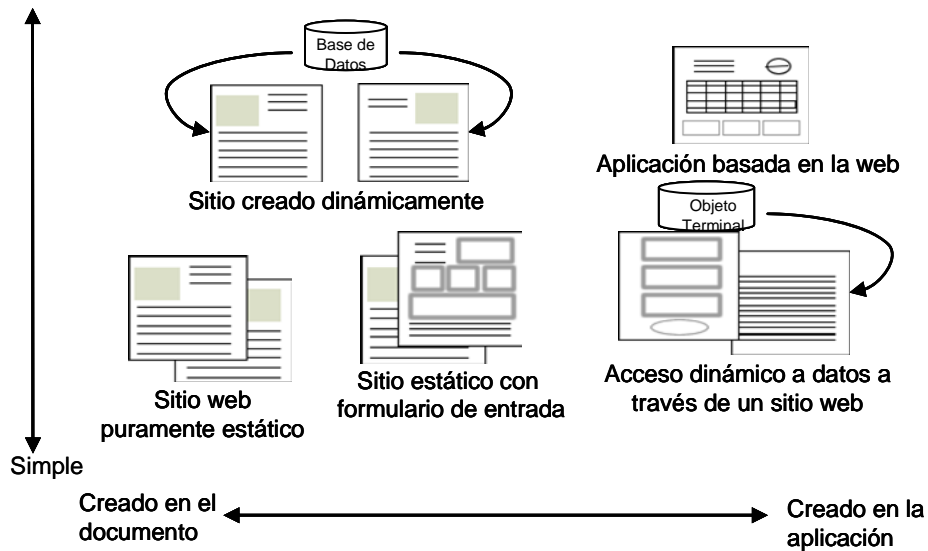 Base de
Datos
Sitio creado dinámicamente
Aplicación basada en la web
Objeto
Terminal
Sitio web
puramente estático
Sitio estático con
formulario de entrada
Acceso dinámico a datos a
través de un sitio web
Simple
Creado en el
documento
Creado en la
aplicación